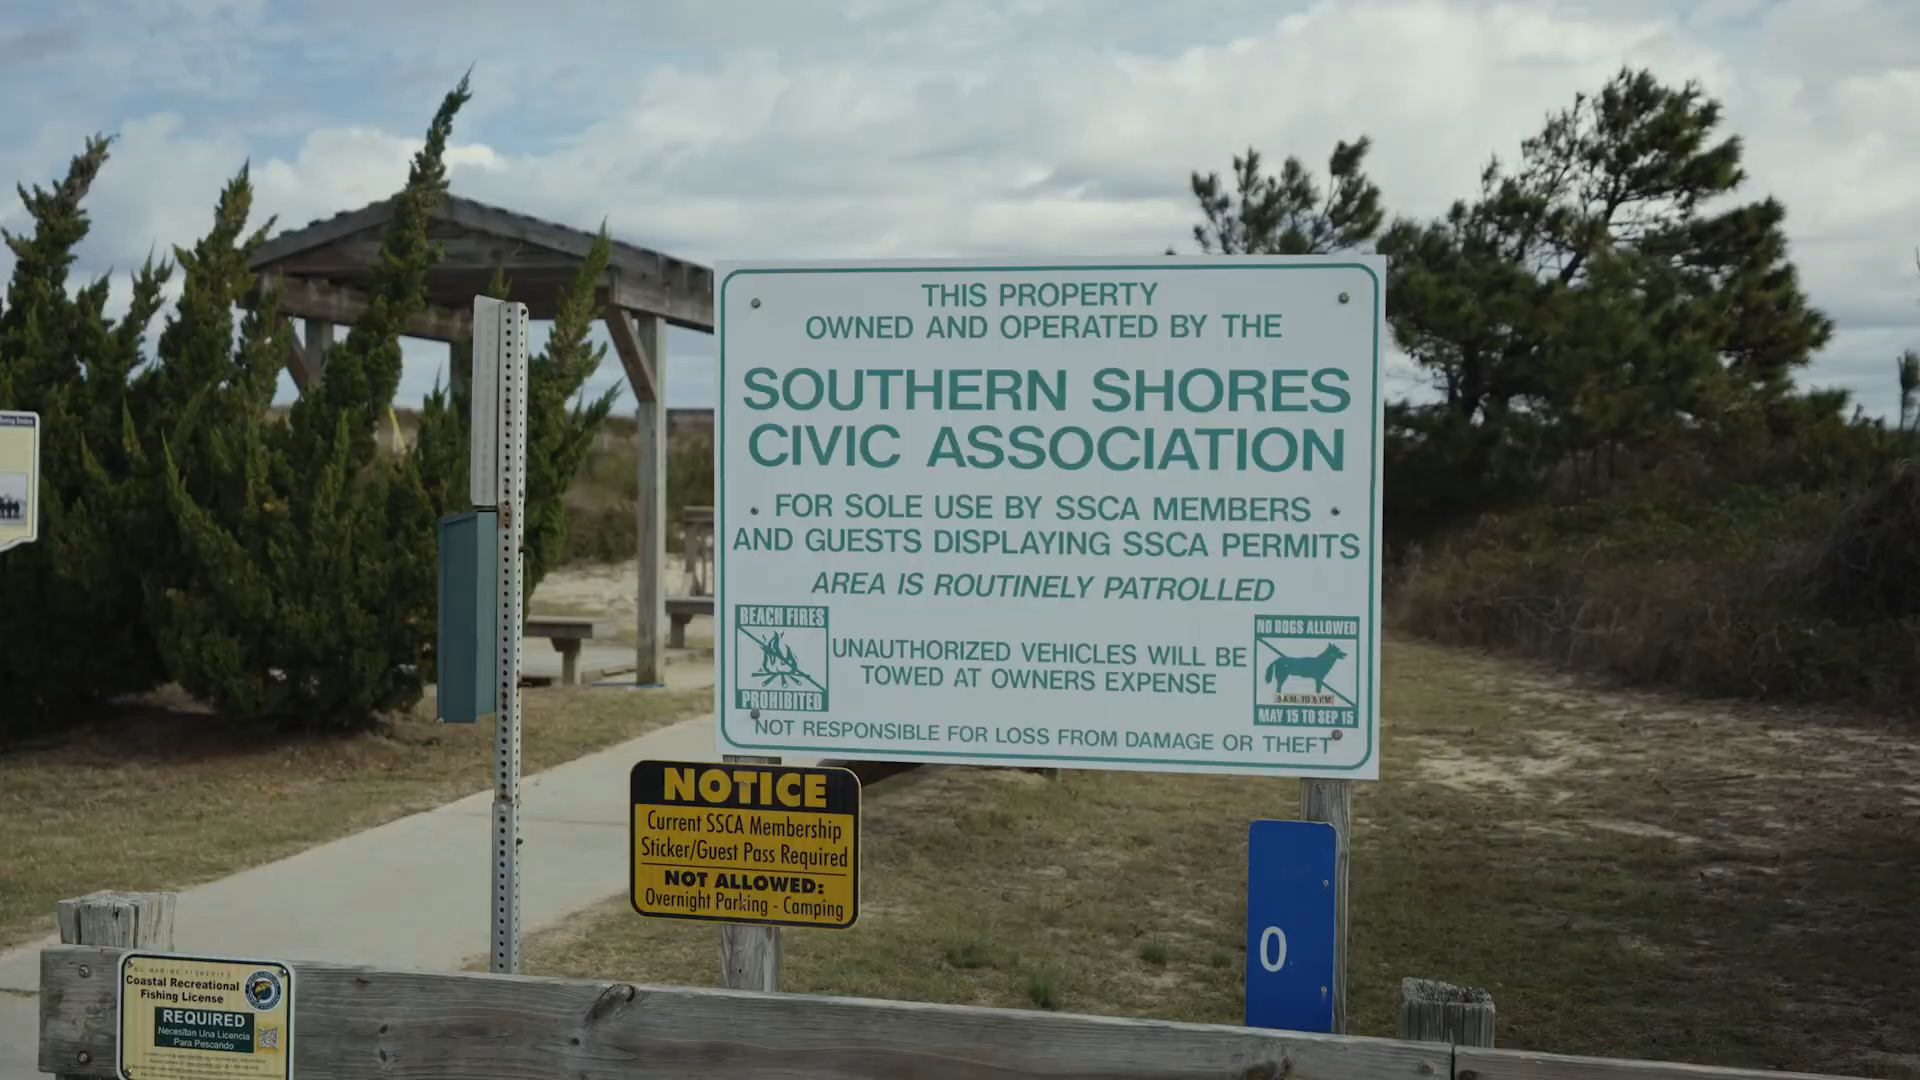 THIS PROPERTY
OWNED AND OPERATED BY THE
SOUTHERN SHORES
CIVIC ASSOCIATION
FOR SOLE USE BY SSCA MEMBERS
AND GUESTS DISPLAYING SSCA PERMITS
AREA IS ROUTINELY PATROLLED
BEACH FIRES
PROHIBITED
UNAUTHORIZED VEHICLES WILL BE
TOWED AT OWNERS EXPENSE
NO DOGS ALLOWED
9 A.M. TO 6 P.M.
MAY 15 TO SEP 15
NOT RESPONSIBLE FOR LOSS FROM DAMAGE OR THEFT
NOTICE
Current SSCA Membership
Sticker/Guest Pass Required
NOT ALLOWED:
Overnight Parking - Camping
0
NC MARINE FISHERIES
Coastal Recreational
Fishing License
REQUIRED
Necesitan Una Licencia
Para Pescando